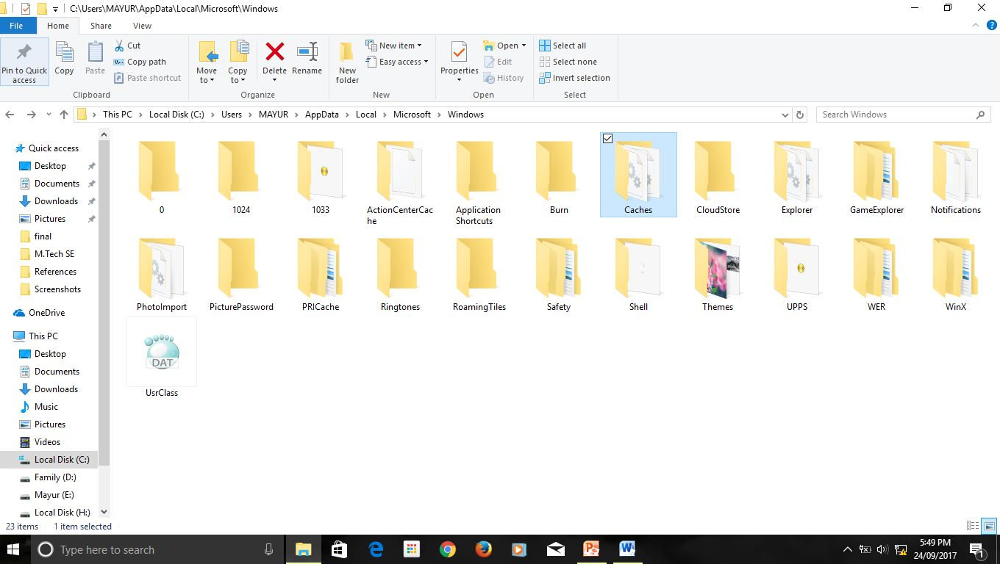 C:\Users\MAYUR\AppData\Local\Microsoft\Windows
File Home Share View
Pin to Quick access
Copy
Paste
Cut
Copy path
Paste shortcut
Clipboard
Move to
Copy to
Delete
Rename
Organize
New folder
New item
Easy access
New
Properties
Open
Edit
History
Open
Select all
Select none
Invert selection
Select
This PC Local Disk (C:) Users MAYUR AppData Local Microsoft Windows
Search Windows
Quick access
Desktop
Documents
Downloads
Pictures
final
M.Tech SE
References
Screenshots
OneDrive
This PC
Desktop
Documents
Downloads
Music
Pictures
Videos
Local Disk (C:)
Family (D:)
Mayur (E:)
Local Disk (H:)
0
1024
1033
ActionCenterCac
he
Application
Shortcuts
Burn
Caches
CloudStore
Explorer
GameExplorer
Notifications
PhotoImport
PicturePassword
PRICache
Ringtones
RoamingTiles
Safety
Shell
Themes
UPPS
WER
WinX
DAT
UsrClass
23 items 1 item selected
Type here to search
5:49 PM
24/09/2017
1